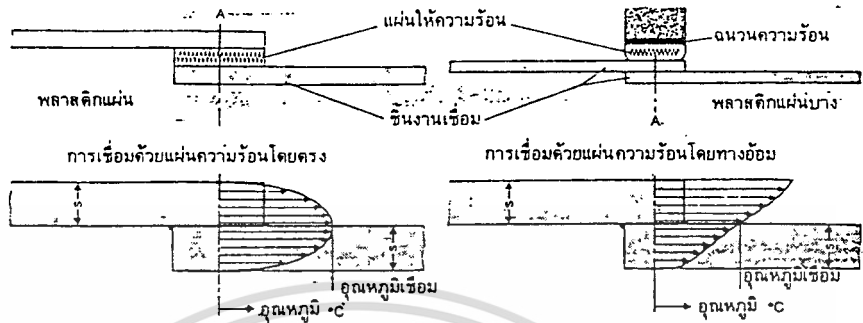 A
แผ่นให้ความร้อน
ฉนวนความร้อน
พลาสติกแผ่น
ชิ้นงานเชื่อม
A
พลาสติกแผ่นบาง
การเชื่อมด้วยแผ่นความร้อนโดยตรง
การเชื่อมด้วยแผ่นความร้อนโดยทางอ้อม
S
S
S
S
อุณหภูมิเชื่อม
อุณหภูมิเชื่อม
อุณหภูมิ °C
อุณหภูมิ °C